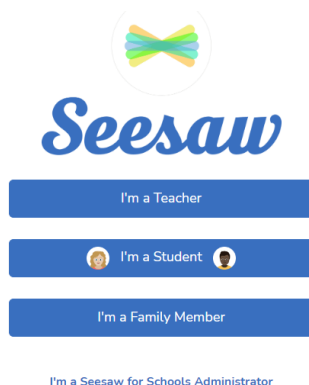 Seesaw
I'm a Teacher
I'm a Student
I'm a Family Member
I'm a Seesaw for Schools Administrator